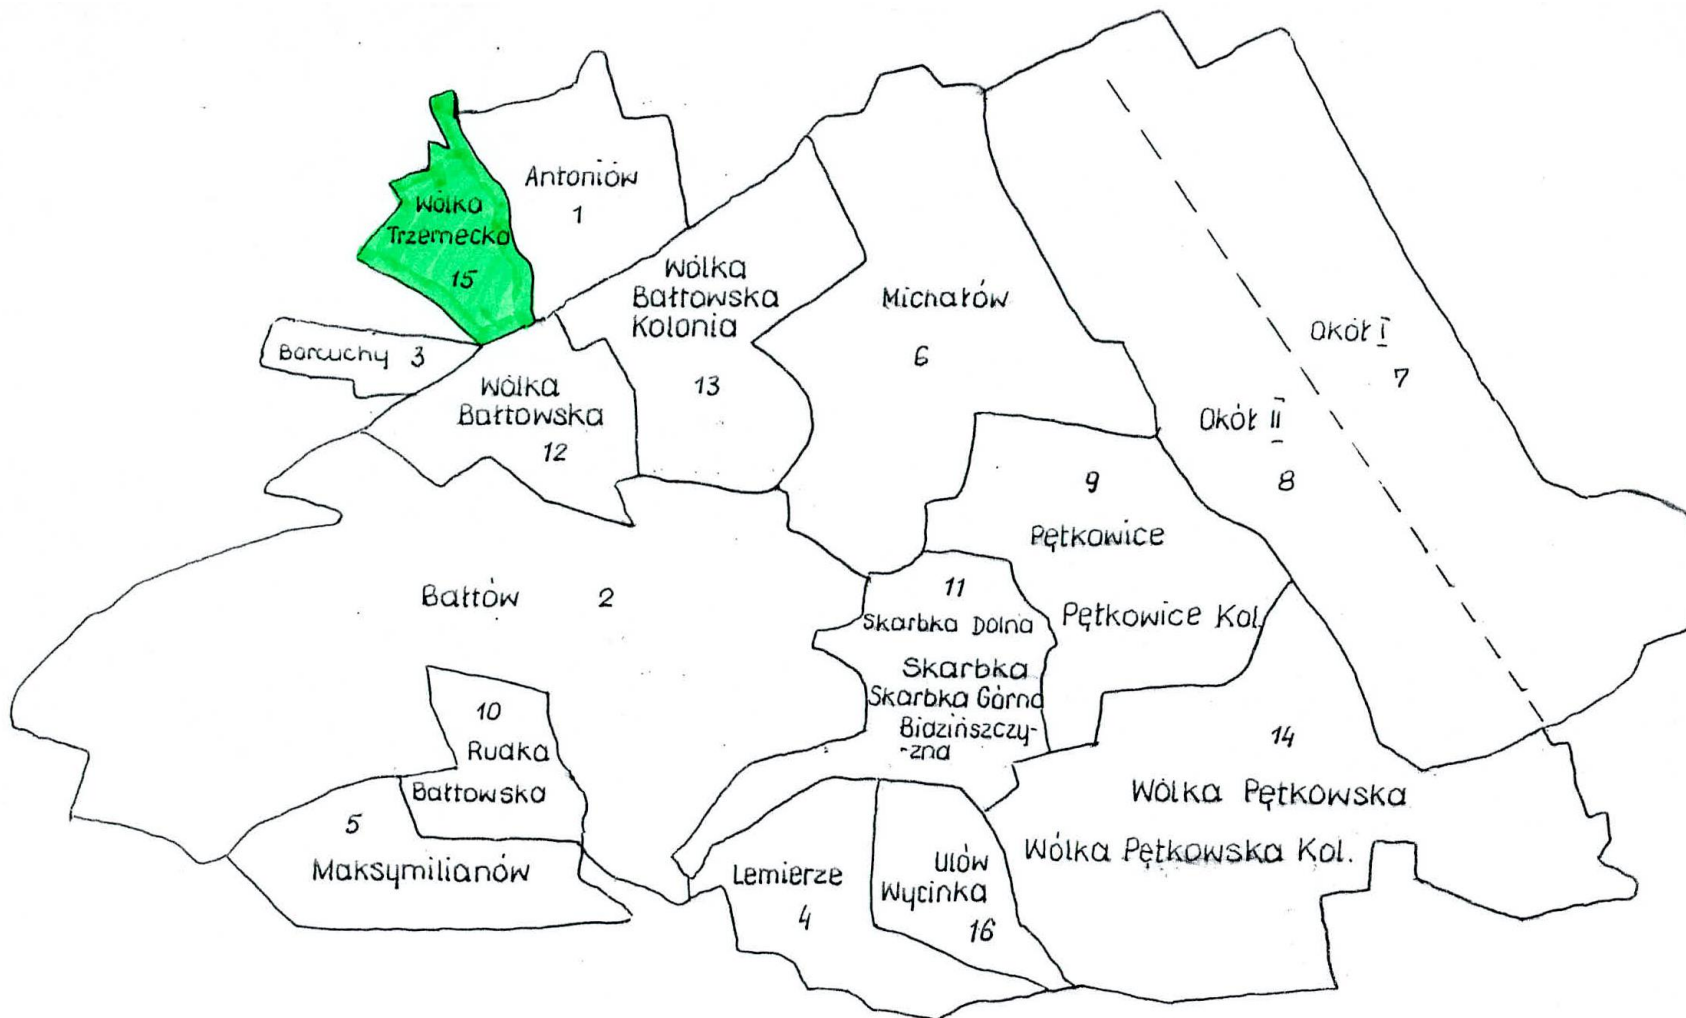 Antoniów
1
Wólka
Trzemecka
15
Borcuchy 3
Wólka
Bałtowska
12
Wólka
Bałtowska
Kolonia
13
Michałów
6
Okół I
7
Okół II
8
9
Pętkowice
Pętkowice Kol.
11
Skarbka Dolna
Skarbka
Skarbka Górna
Bidzińszczy-
-zna
Bałtów 2
10
Rudka
Bałtowska
5
Maksymilianów
Lemierze
4
Ulów
Wycinka
16
14
Wólka Pętkowska
Wólka Pętkowska Kol.